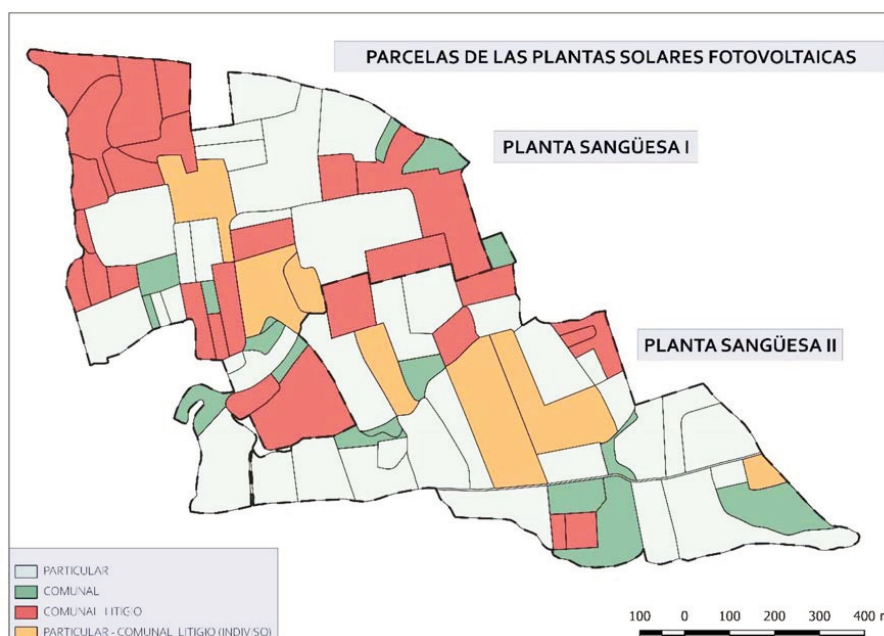 PARCELAS DE LAS PLANTAS SOLARES FOTOVOLTAICAS
PLANTA SANGÜESA I
PLANTA SANGÜESA II
PARTICULAR
COMUNAL
COMUNAL LITIGIO
PARTICULAR - COMUNAL LITIGIO (INDIVISO)
100 0 100 200 300 400 m